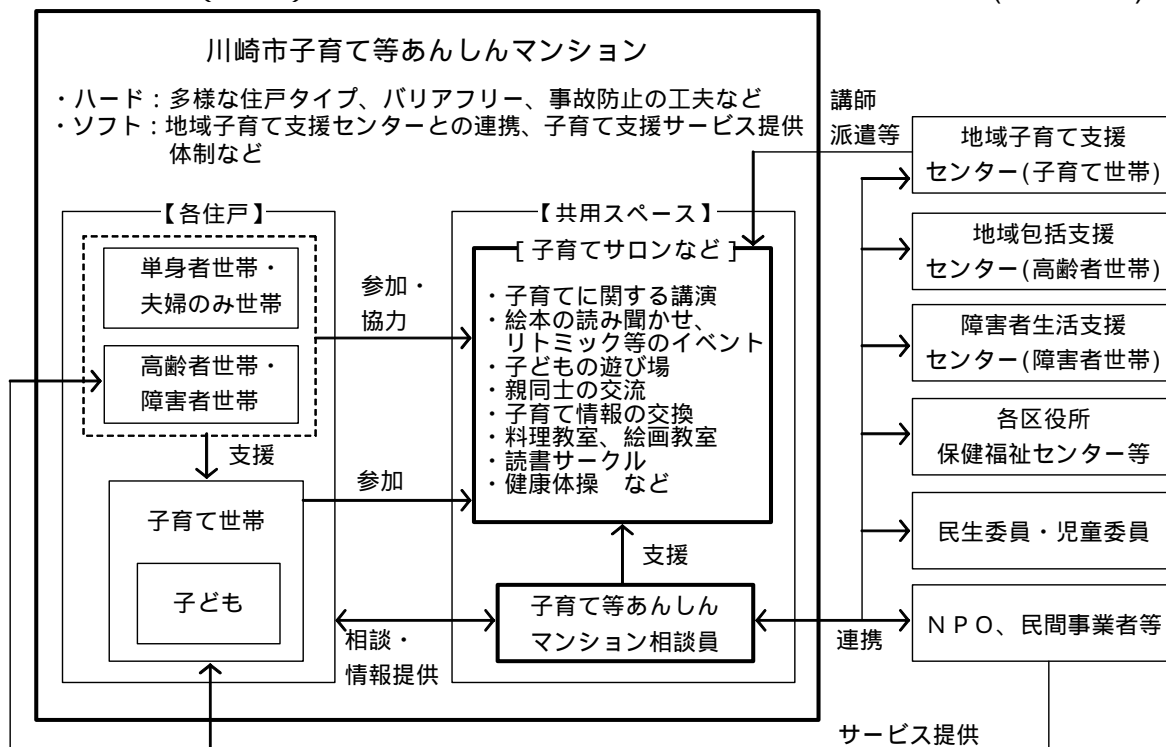 川崎市子育て等あんしんマンション
・ハード：多様な住戸タイプ、バリアフリー、事故防止の工夫など
・ソフト：地域子育て支援センターとの連携、子育て支援サービス提供
体制など
講師
派遣等
地域子育て支援
センター(子育て世帯)
【各住戸】
【共用スペース】
[子育てサロンなど]
単身者世帯・
夫婦のみ世帯
高齢者世帯・
障害者世帯
支援
子育て世帯
子ども
参加・
協力
参加
・子育てに関する講演
・絵本の読み聞かせ、
リトミック等のイベント
・子どもの遊び場
・親同士の交流
・子育て情報の交換
・料理教室、絵画教室
・読書サークル
・健康体操　など
支援
子育て等あんしん
マンション相談員
相談・
情報提供
連携
地域包括支援
センター(高齢者世帯)
障害者生活支援
センター(障害者世帯)
各区役所
保健福祉センター等
民生委員・児童委員
ＮＰＯ、民間事業者等
サービス提供